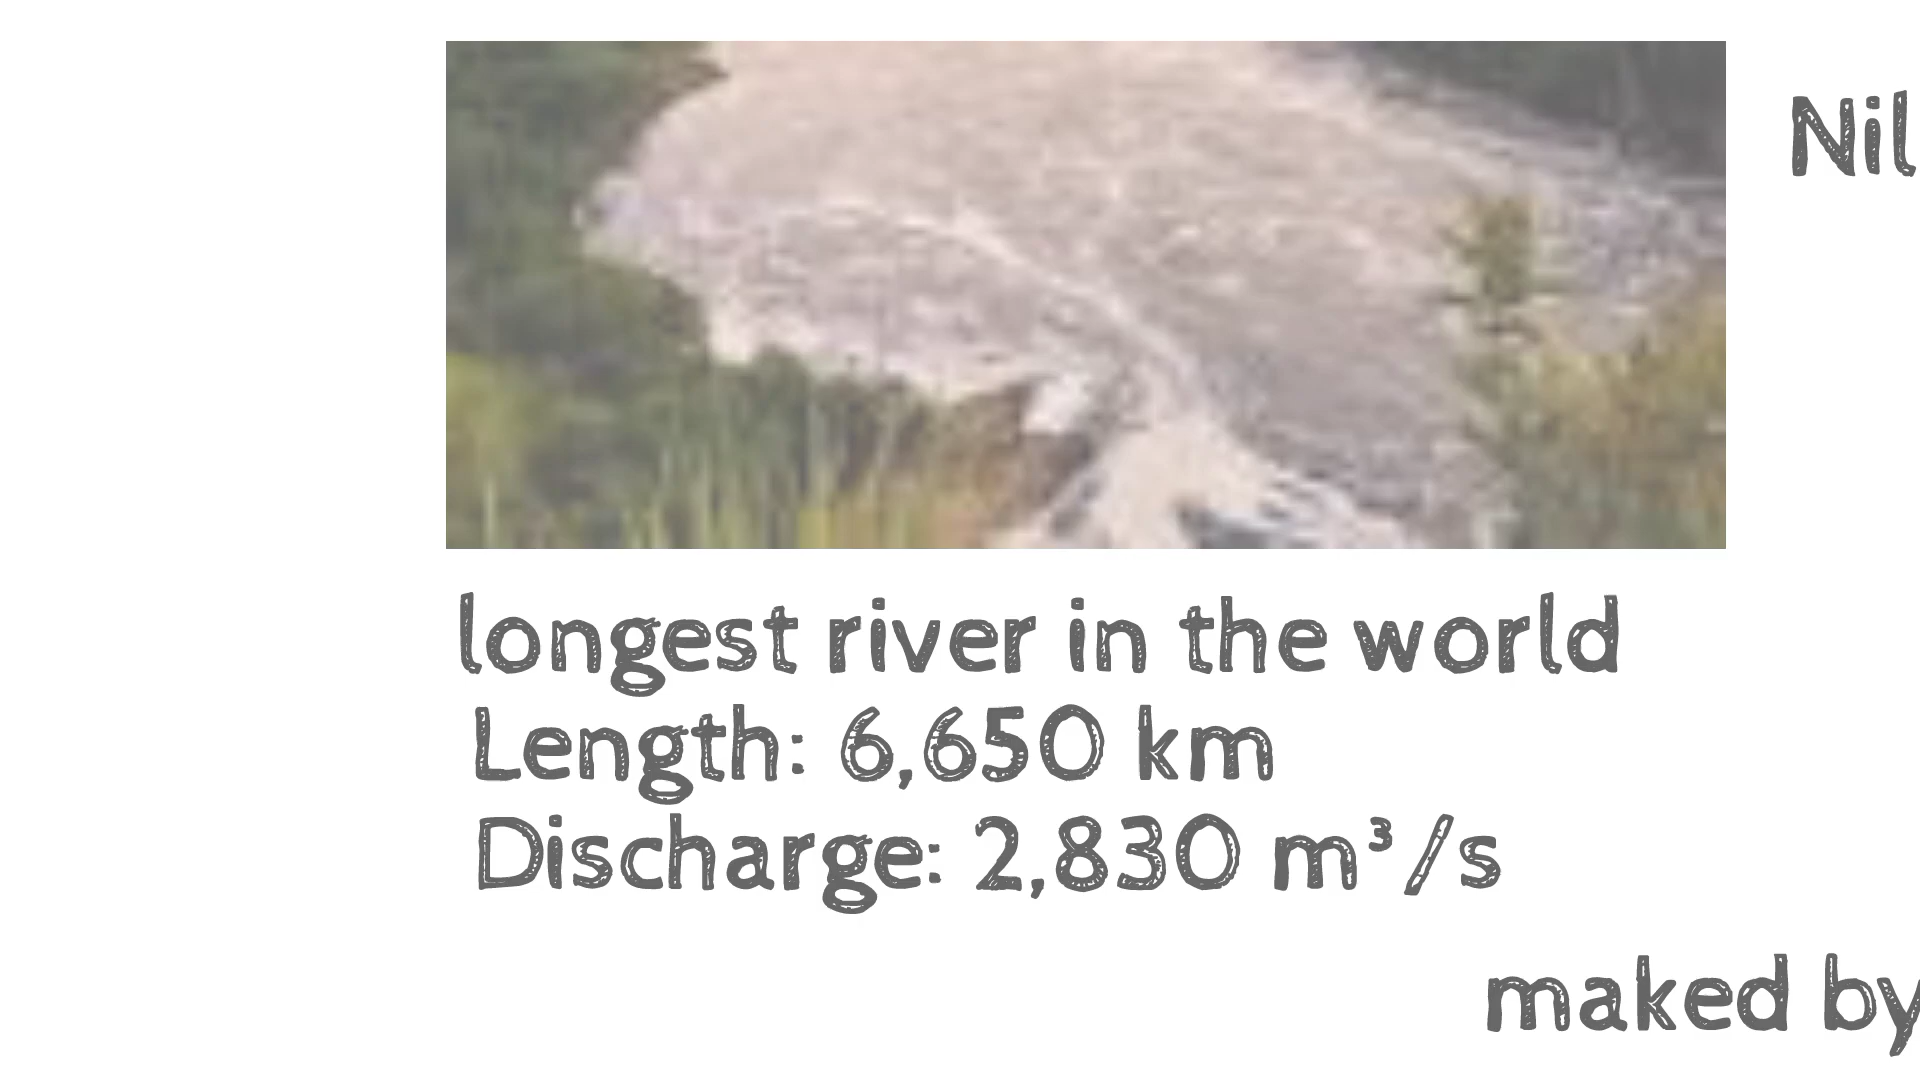 Nil
longest river in the world
Length: 6,650 km
Discharge: 2,830 m³/s
maked by